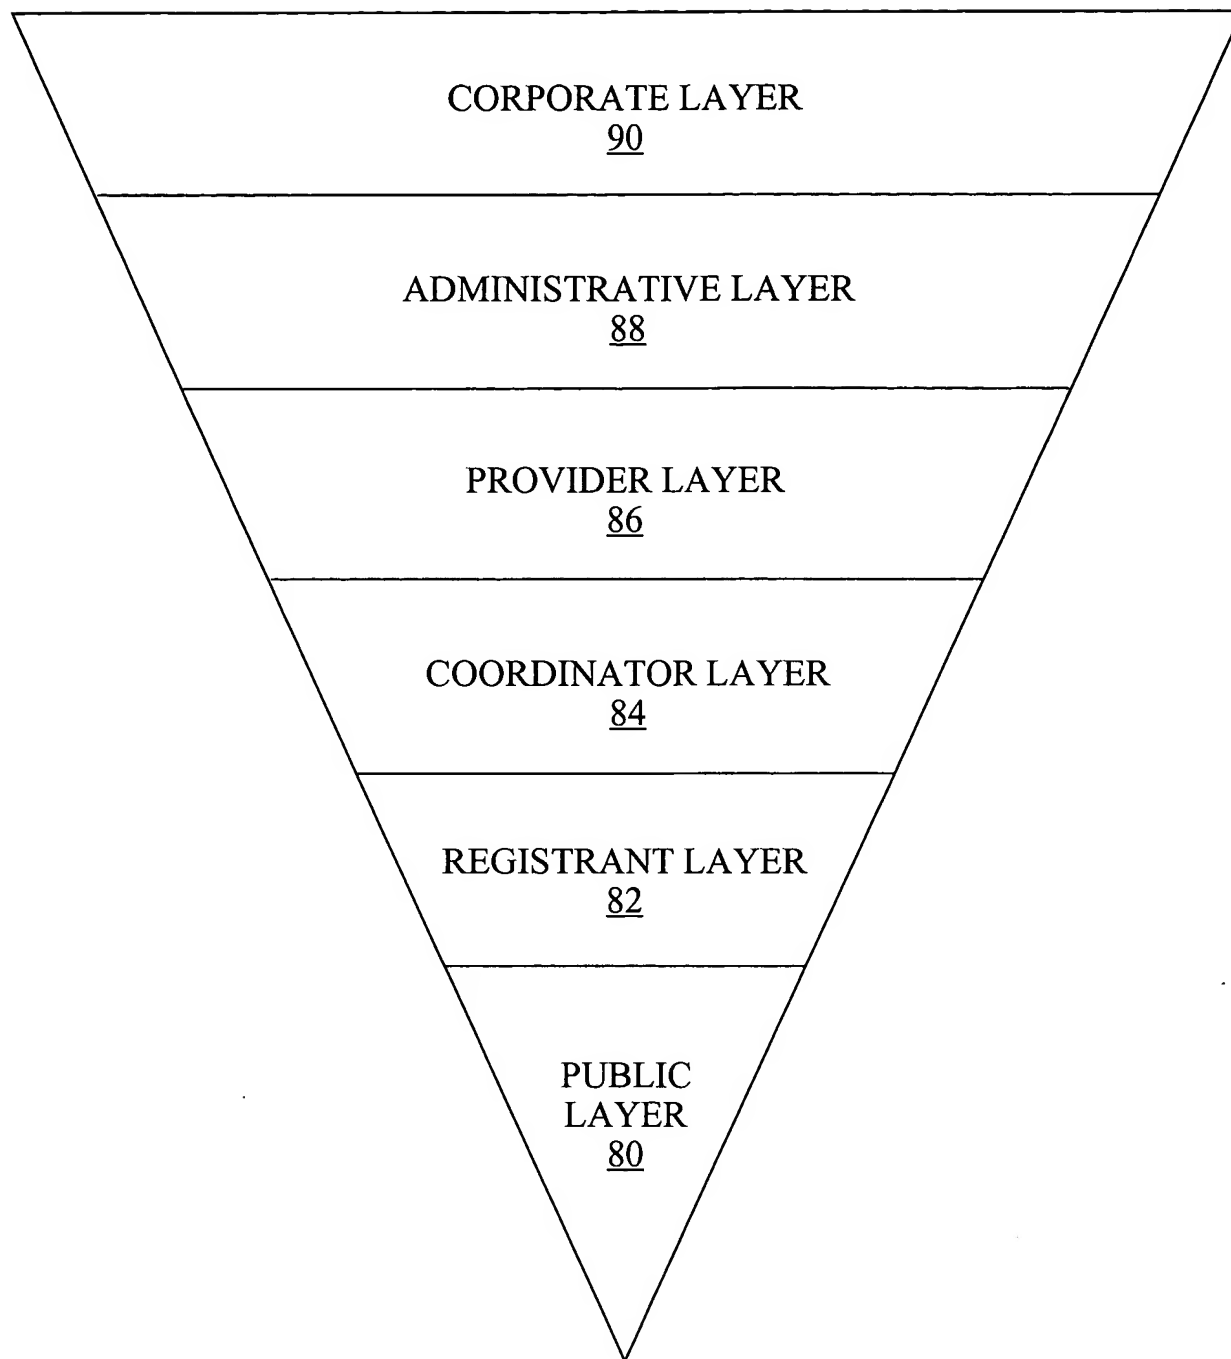 CORPORATE LAYER
90
ADMINISTRATIVE LAYER
88
PROVIDER LAYER
86
COORDINATOR LAYER
84
REGISTRANT LAYER
82
PUBLIC
LAYER
80